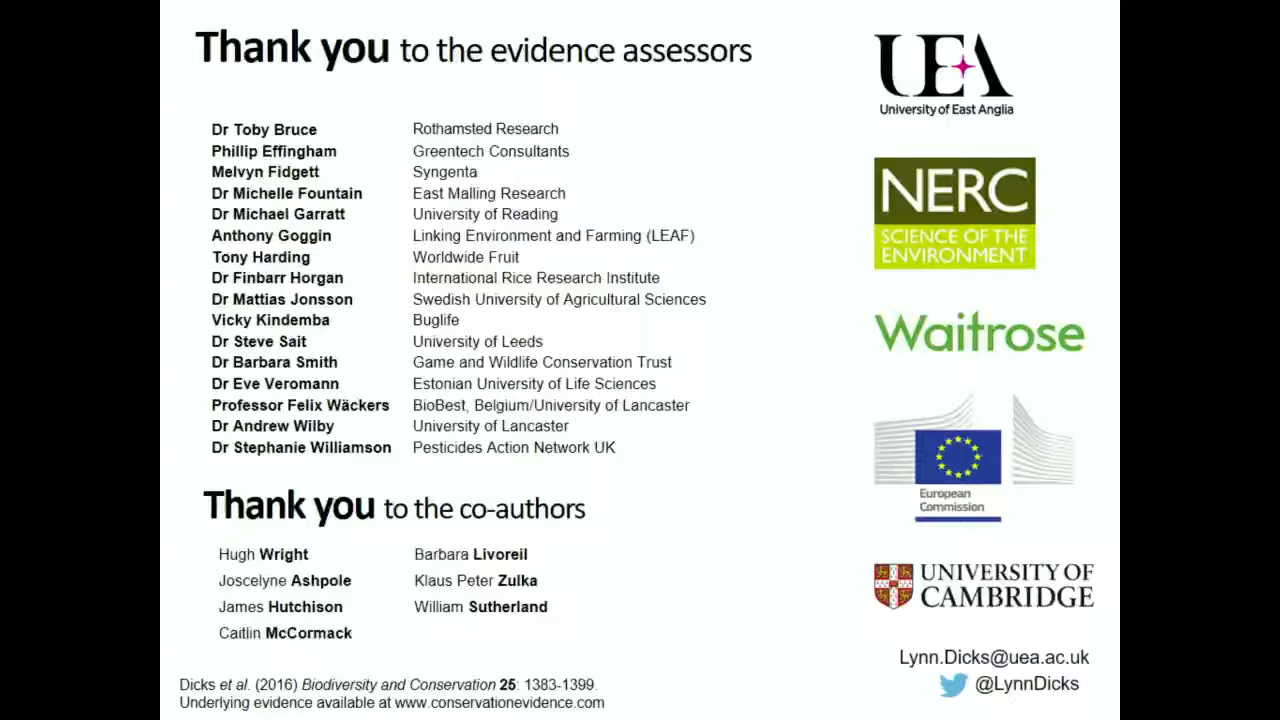 Thank you to the evidence assessors
Dr Toby Bruce Rothamsted Research
Phillip Effingham Greentech Consultants
Melvyn Fidgett Syngenta
Dr Michelle Fountain East Malling Research
Dr Michael Garratt University of Reading
Anthony Goggin Linking Environment and Farming (LEAF)
Tony Harding Worldwide Fruit
Dr Finbarr Horgan International Rice Research Institute
Dr Mattias Jonsson Swedish University of Agricultural Sciences
Vicky Kindemba Buglife
Dr Steve Sait University of Leeds
Dr Barbara Smith Game and Wildlife Conservation Trust
Dr Eve Veromann Estonian University of Life Sciences
Professor Felix Wäckers BioBest, Belgium/University of Lancaster
Dr Andrew Wilby University of Lancaster
Dr Stephanie Williamson Pesticides Action Network UK
Thank you to the co-authors
Hugh Wright Barbara Livoreil
Joscelyne Ashpole Klaus Peter Zulka
James Hutchison William Sutherland
Caitlin McCormack
Dicks et al. (2016) Biodiversity and Conservation 25: 1383-1399.
Underlying evidence available at www.conservationevidence.com
UEA
University of East Anglia
NERC
SCIENCE OF THE
ENVIRONMENT
Waitrose
European
Commission
UNIVERSITY OF
CAMBRIDGE
Lynn.Dicks@uea.ac.uk
@LynnDicks